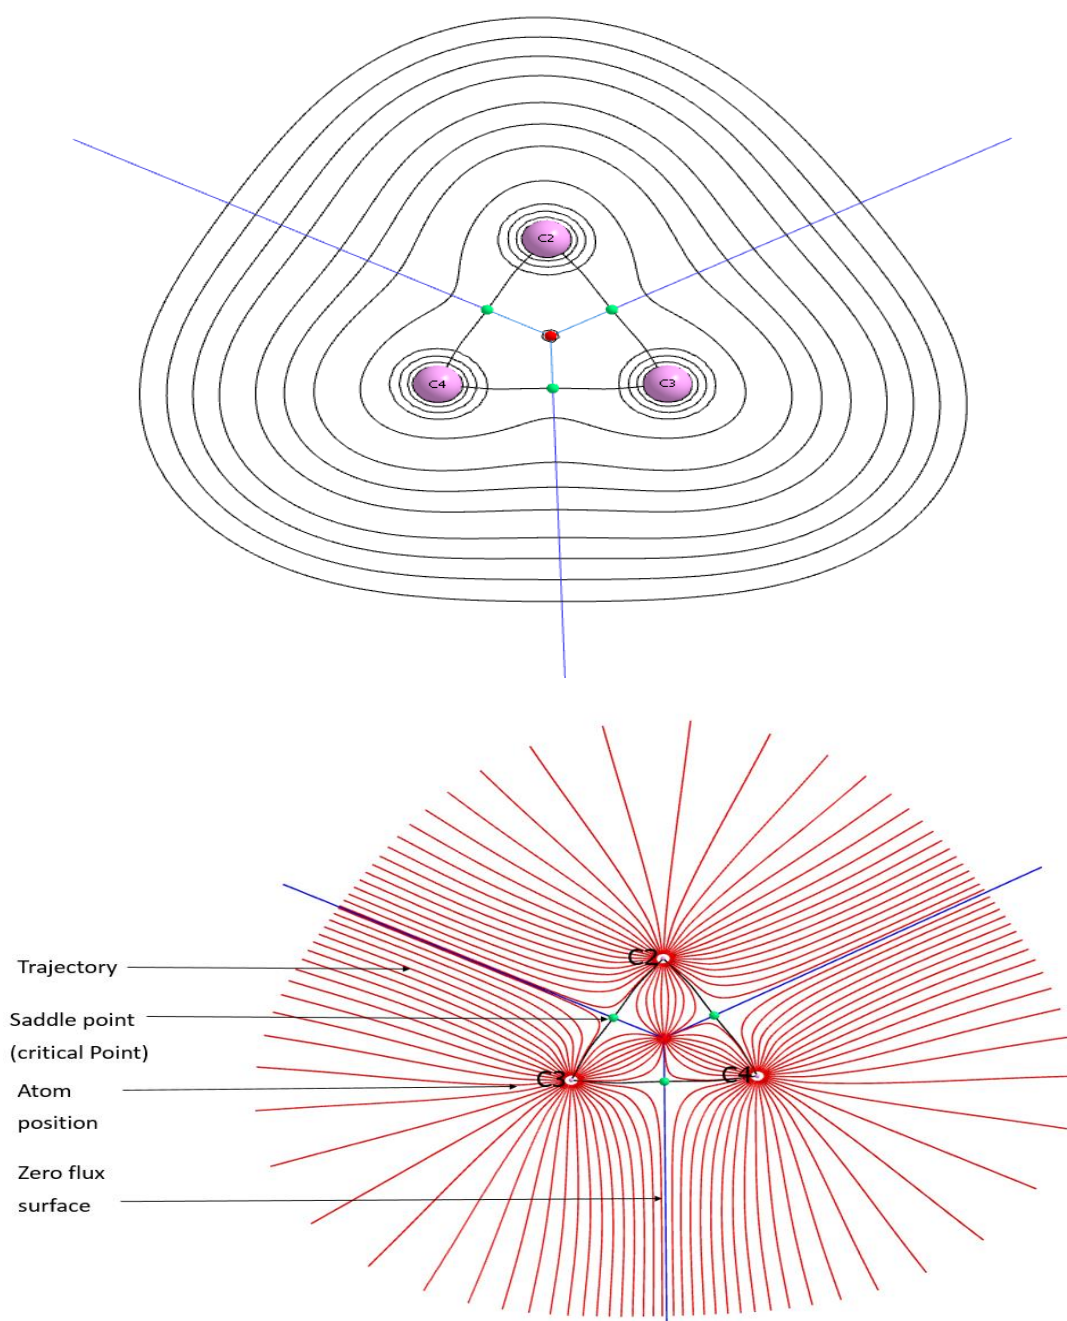 C2
C4
C3
C2
Trajectory
Saddle point
(critical Point)
C3
C4
Atom
position
Zero flux
surface